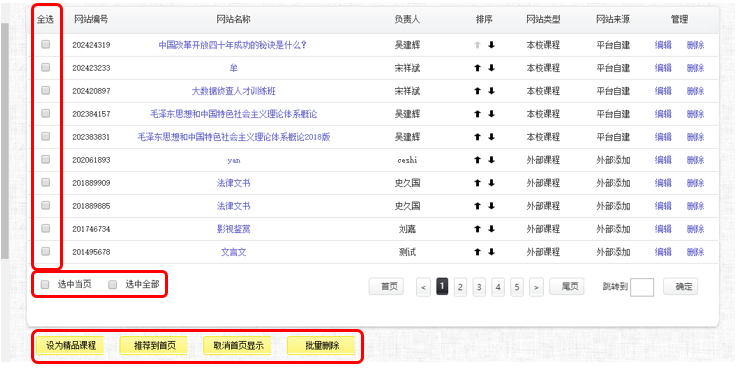 全选 网站编号 网站名称 负责人 排序 网站类型 网站来源 管理
202424319 中国改革开放四十年成功的秘诀是什么? 吴建辉 本校课程 平台自建 编辑 删除
202423233 牟 宋祥斌 本校课程 平台自建 编辑 删除
202420897 大数据侦查人才训练班 宋祥斌 本校课程 平台自建 编辑 删除
202384157 毛泽东思想和中国特色社会主义理论体系概论 吴建辉 本校课程 平台自建 编辑 删除
202383831 毛泽东思想和中国特色社会主义理论体系概论2018版 吴建辉 本校课程 平台自建 编辑 删除
202061893 yan ceshi 外部课程 外部添加 编辑 删除
201889909 法律文书 史久国 外部课程 外部添加 编辑 删除
201889885 法律文书 史久国 外部课程 外部添加 编辑 删除
201746734 影视鉴赏 刘嘉 外部课程 外部添加 编辑 删除
201495678 文言文 测试 外部课程 外部添加 编辑 删除
选中当页 选中全部 首页 < 1 2 3 4 5 > 尾页 跳转到 确定
设为精品课程 推荐到首页 取消首页显示 批量删除